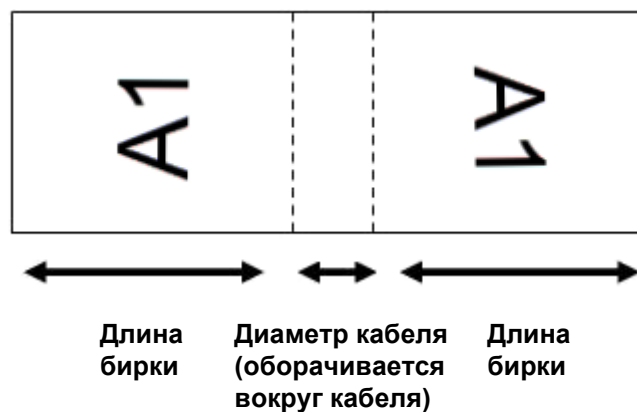 A1
A1
Длина бирки
Диаметр кабеля
(оборачивается
вокруг кабеля)
Длина
бирки